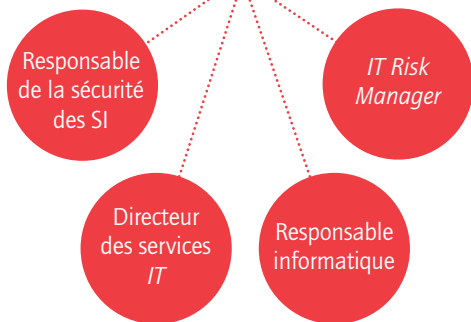 Responsable
de la sécurité
des SI
IT Risk
Manager
Directeur
des services
IT
Responsable
informatique